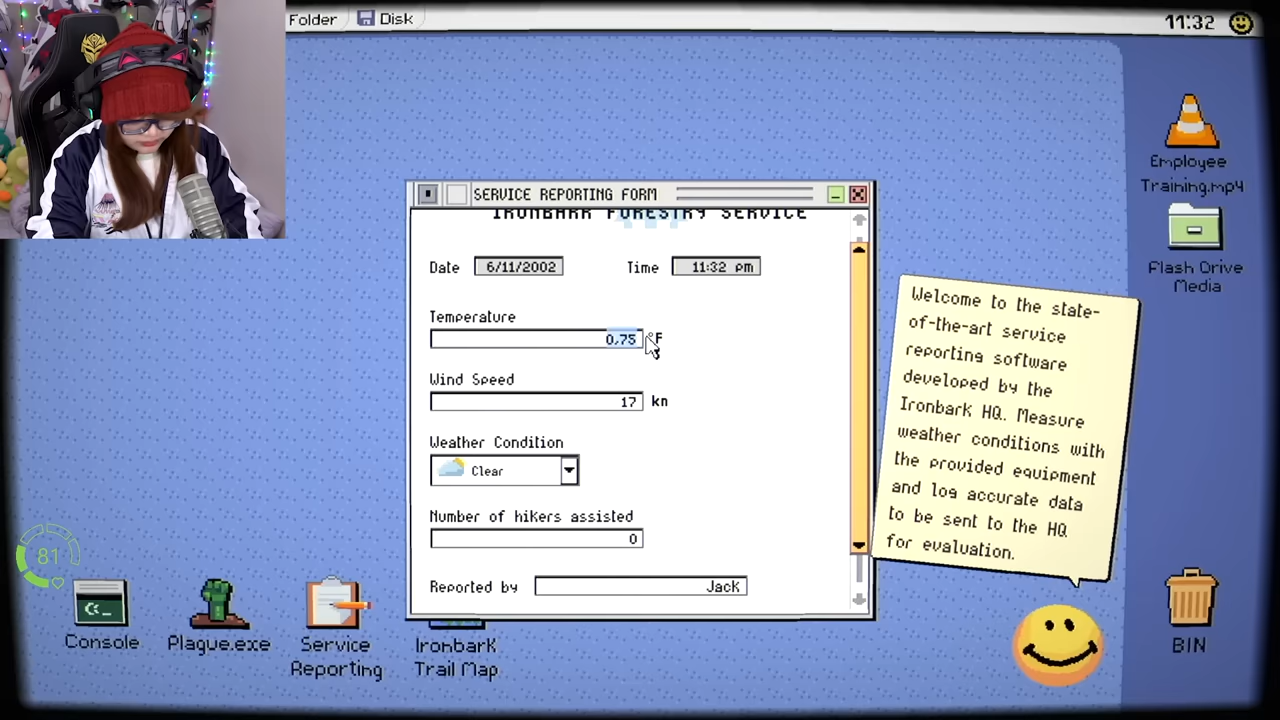 Folder
Disk
11:32
Employee
Training.mp4
Flash Drive
Media
SERVICE REPORTING FORM
IRONBARK FORESTRY SERVICE
Date 6/11/2002 Time 11:32 pm
Temperature
0,75 °F
Wind Speed
17 kn
Weather Condition
Clear
Number of hikers assisted
0
Reported by Jack
Welcome to the state-
of-the-art service
reporting software
developed by the
Ironbark HQ. Measure
weather conditions with
the provided equipment
and log accurate data
to be sent to the HQ
for evaluation.
81
Console
Plague.exe
Service
Reporting
Ironbark
Trail Map
BIN